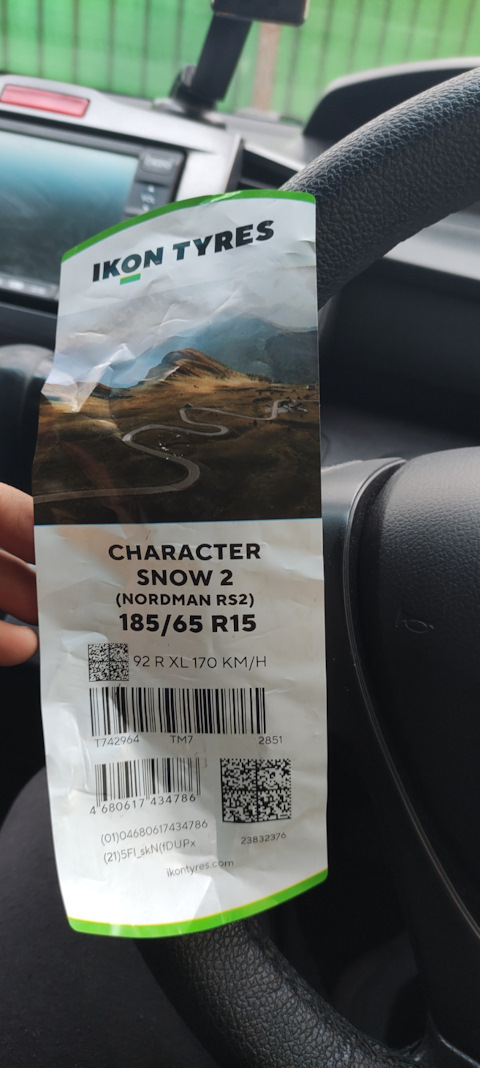 IKON TYRES
CHARACTER
SNOW 2
(NORDMAN RS2)
185/65 R15
92 R XL 170 KM/H
T742964 TM7 2851
4 680617 434786
(01)04680617434786
(21)5FI_skN(fDUPx
23832376
ikontyres.com